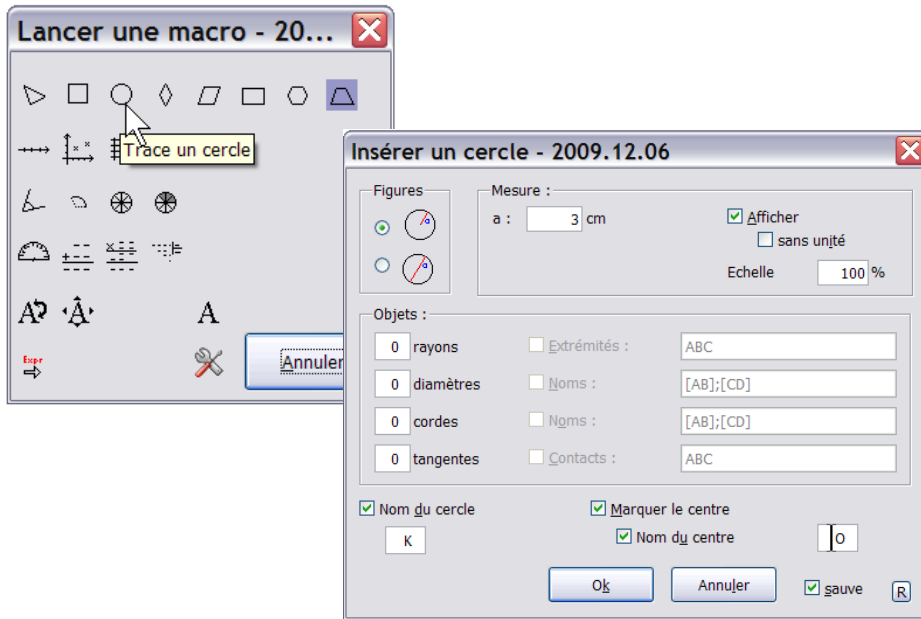 Lancer une macro - 20...
Trace un cercle
A A A
Expr
Annuler
Insérer un cercle - 2009.12.06
Figures
a
a
Mesure :
a : 3 cm
Afficher
sans unité
Echelle 100 %
Objets :
0 rayons Extrémités : ABC
0 diamètres Noms : [AB];[CD]
0 cordes Noms : [AB];[CD]
0 tangentes Contacts : ABC
Nom du cercle Marquer le centre
K Nom du centre O
Ok Annuler sauve R